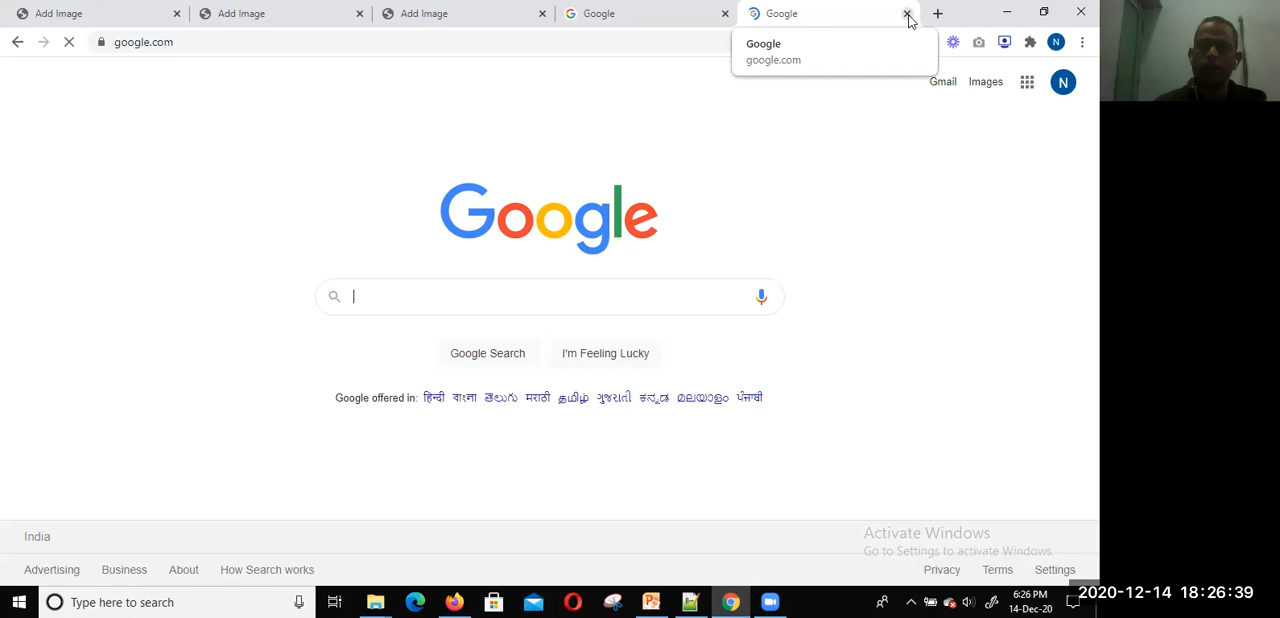 Add Image
Add Image
Add Image
Google
Google
google.com
Google
google.com
N
Gmail Images N
Google
Google Search I'm Feeling Lucky
Google offered in: हिन्दी বাংলা తెలుగు मराठी தமிழ் ગુજરાતી ಕನ್ನಡ മലയാളം ਪੰਜਾਬੀ
India
Activate Windows
Go to Settings to activate Windows.
Advertising Business About How Search works Privacy Terms Settings
Type here to search
6:26 PM
14-Dec-20
2020-12-14 18:26:39